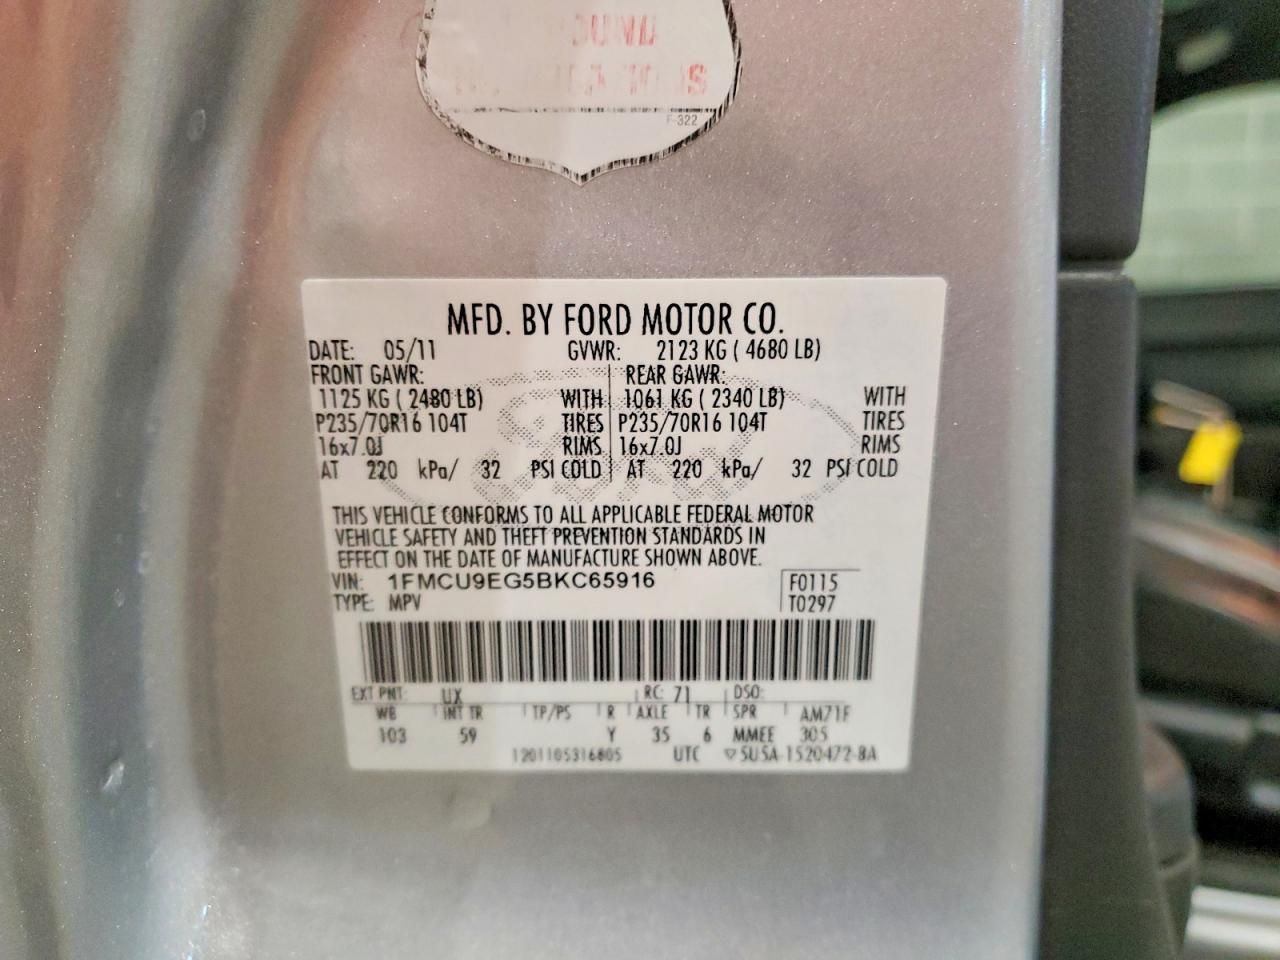 F-322
MFD. BY FORD MOTOR CO.
DATE: 05/11 GVWR: 2123 KG ( 4680 LB)
FRONT GAWR: REAR GAWR:
1125 KG ( 2480 LB) WITH 1061 KG ( 2340 LB) WITH
P235/70R16 104T TIRES P235/70R16 104T TIRES
16x7.0J RIMS 16x7.0J RIMS
AT 220 kPa/ 32 PSI COLD AT 220 kPa/ 32 PSI COLD
THIS VEHICLE CONFORMS TO ALL APPLICABLE FEDERAL MOTOR
VEHICLE SAFETY AND THEFT PREVENTION STANDARDS IN
EFFECT ON THE DATE OF MANUFACTURE SHOWN ABOVE.
VIN: 1FMCU9EG5BKC65916 F0115
TYPE: MPV T0297
EXT PNT: UX RC: 71 DSO:
WB INT TR TP/PS R AXLE TR SPR AM71F
103 59 Y 35 6 MMEE 305
1201105316805 UTC ▽5U5A-1520472-BA